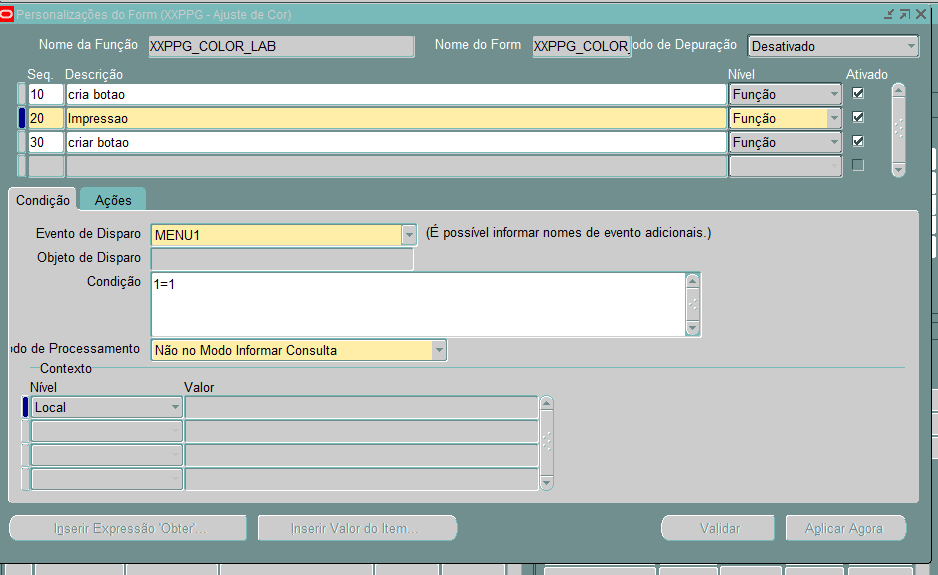 Personalizações do Form (XXPPG - Ajuste de Cor)
Nome da Função XXPPG_COLOR_LAB Nome do Form XXPPG_COLOR_ odo de Depuração Desativado
Seq. Descrição Nível Ativado
10 cria botao Função
20 Impressao Função
30 criar botao Função
Condição Ações
Evento de Disparo MENU1 (É possível informar nomes de evento adicionais.)
Objeto de Disparo
Condição 1=1
odo de Processamento Não no Modo Informar Consulta
Contexto
Nível Valor
Local
Inserir Expressão 'Obter'... Inserir Valor do Item... Validar Aplicar Agora